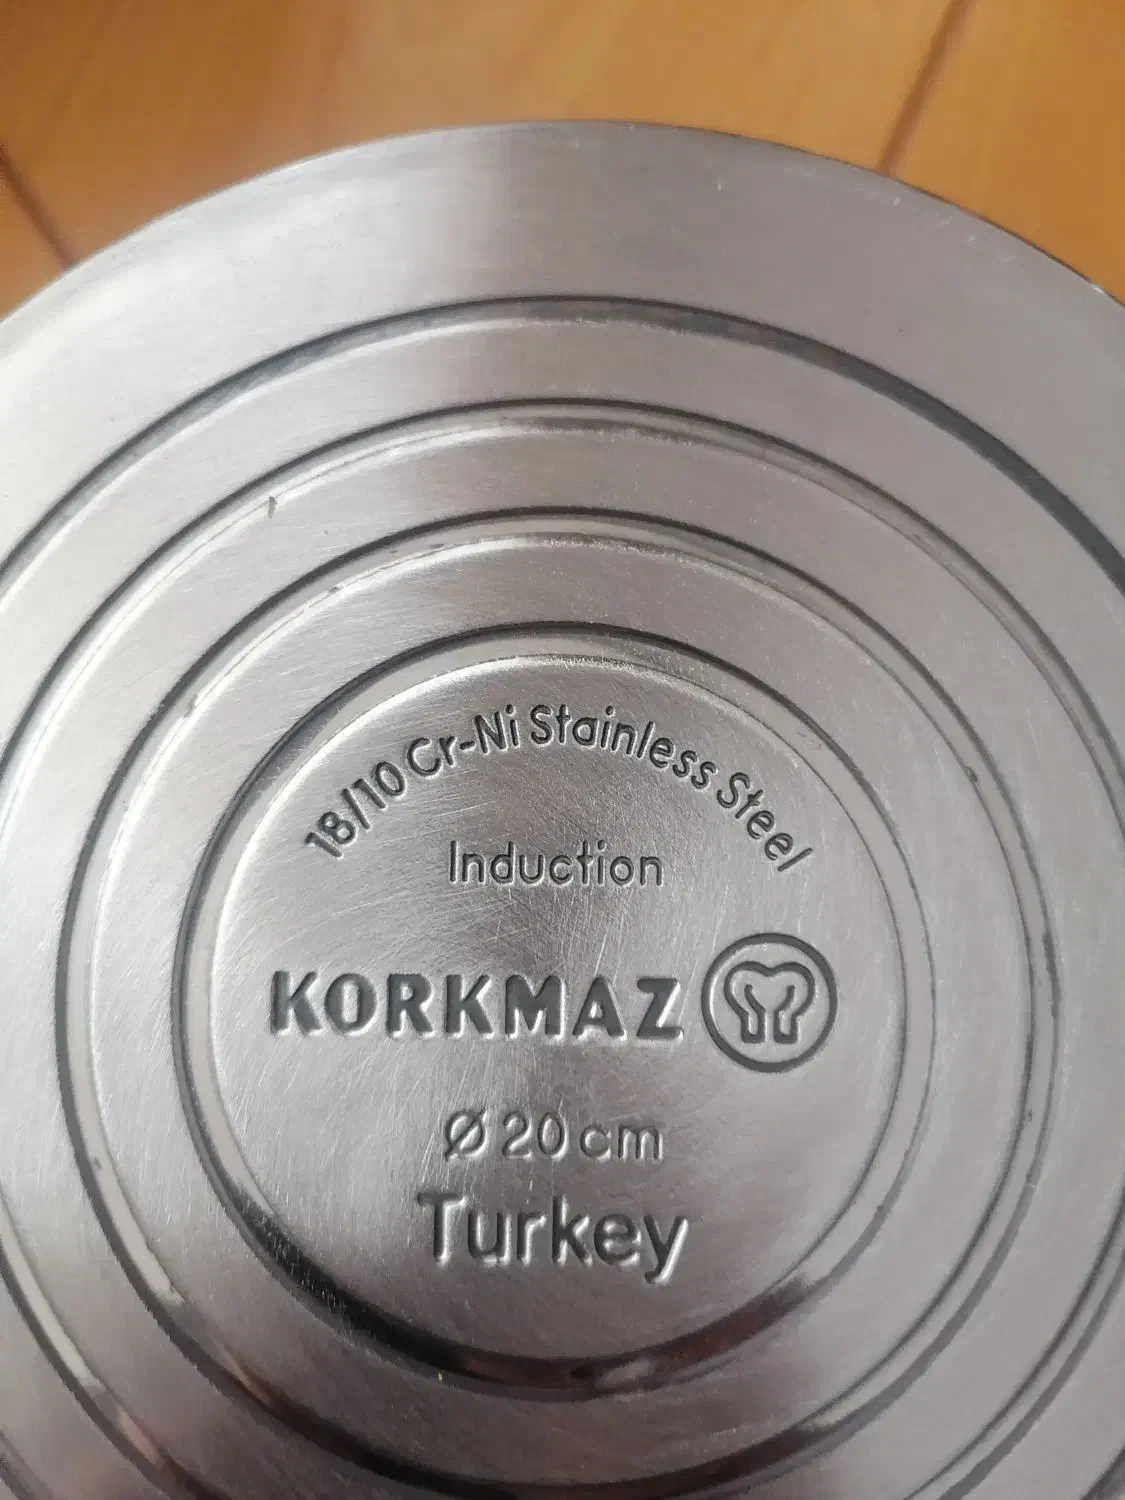 18/10 Cr-Ni Stainless Steel
Induction
KORKMAZ
Ø 20 cm
Turkey